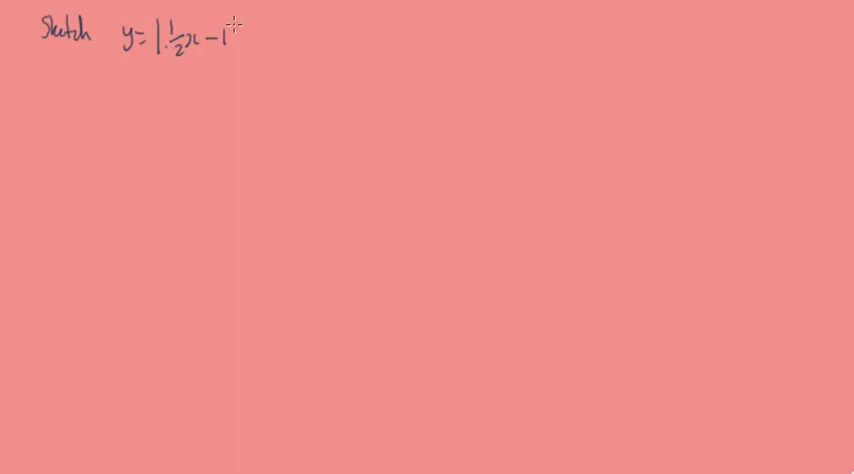 Sketch y = |½x - 1